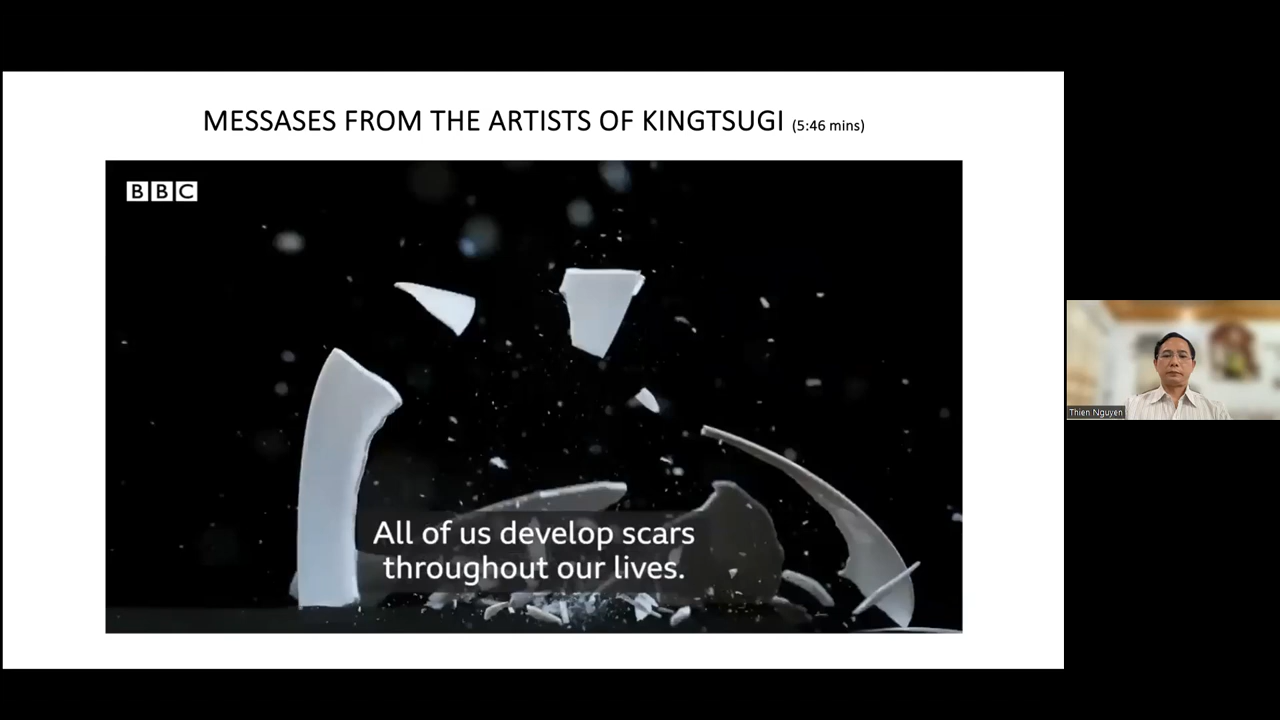 MESSASES FROM THE ARTISTS OF KINGTSUGI (5:46 mins)
BBC
All of us develop scars
throughout our lives.
Thien Nguyen